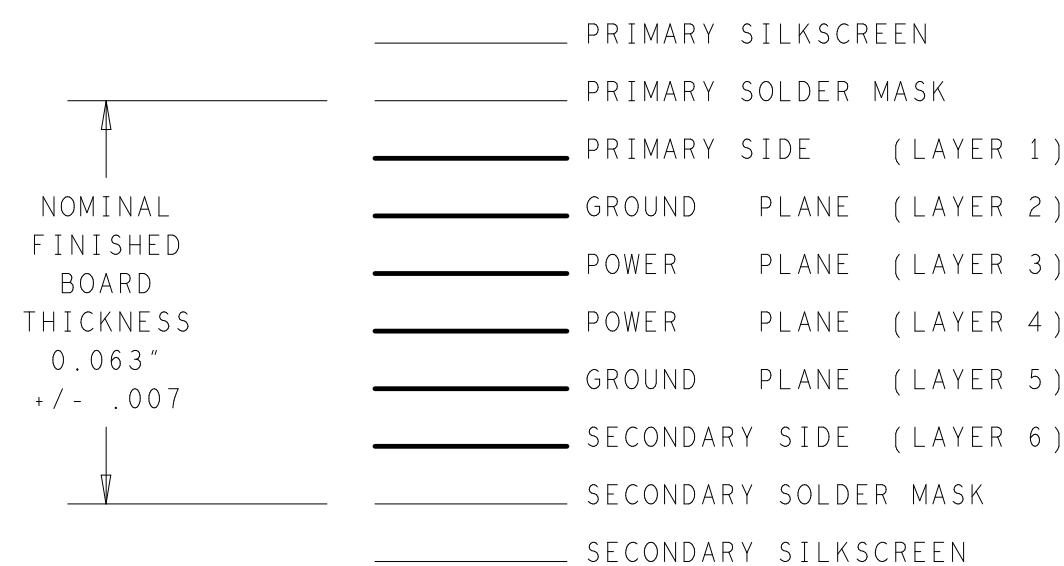 PRIMARY SILKSCREEN
PRIMARY SOLDER MASK
PRIMARY SIDE (LAYER 1)
GROUND PLANE (LAYER 2)
POWER PLANE (LAYER 3)
POWER PLANE (LAYER 4)
GROUND PLANE (LAYER 5)
SECONDARY SIDE (LAYER 6)
SECONDARY SOLDER MASK
SECONDARY SILKSCREEN
NOMINAL
FINISHED
BOARD
THICKNESS
0.063"
+/- .007